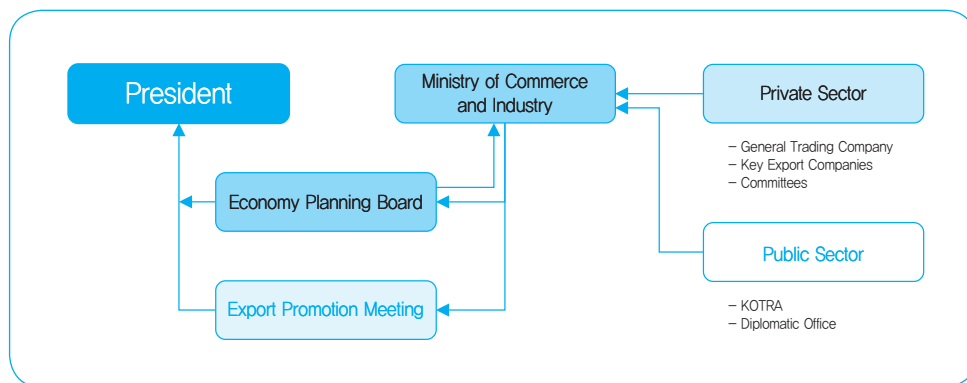 President
Ministry of Commerce
and Industry
Private Sector
– General Trading Company
– Key Export Companies
– Committees
Economy Planning Board
Public Sector
Export Promotion Meeting
– KOTRA
– Diplomatic Office